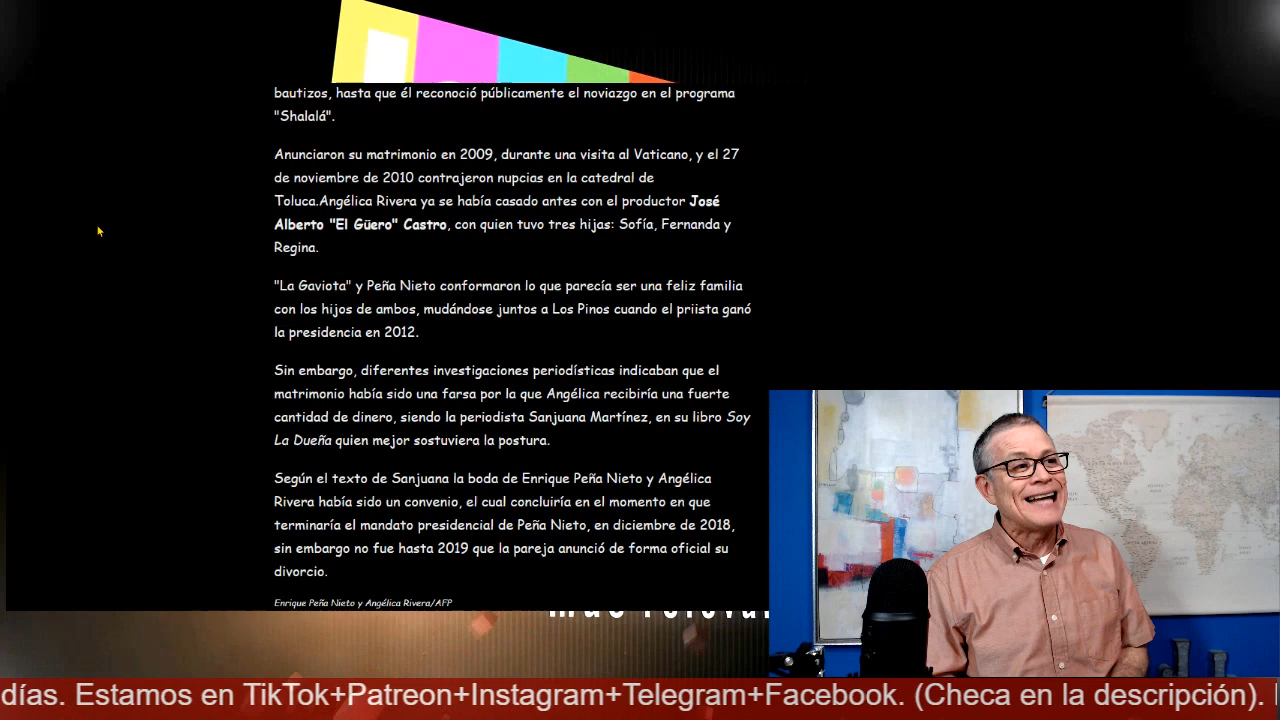 bautizos, hasta que él reconoció públicamente el noviazgo en el programa
"Shalalá".
Anunciaron su matrimonio en 2009, durante una visita al Vaticano, y el 27
de noviembre de 2010 contrajeron nupcias en la catedral de
Toluca.Angélica Rivera ya se había casado antes con el productor José
Alberto "El Güero" Castro, con quien tuvo tres hijas: Sofía, Fernanda y
Regina.
"La Gaviota" y Peña Nieto conformaron lo que parecía ser una feliz familia
con los hijos de ambos, mudándose juntos a Los Pinos cuando el priista ganó
la presidencia en 2012.
Sin embargo, diferentes investigaciones periodísticas indicaban que el
matrimonio había sido una farsa por la que Angélica recibiría una fuerte
cantidad de dinero, siendo la periodista Sanjuana Martínez, en su libro Soy
La Dueña quien mejor sostuviera la postura.
Según el texto de Sanjuana la boda de Enrique Peña Nieto y Angélica
Rivera había sido un convenio, el cual concluiría en el momento en que
terminaría el mandato presidencial de Peña Nieto, en diciembre de 2018,
sin embargo no fue hasta 2019 que la pareja anunció de forma oficial su
divorcio.
Enrique Peña Nieto y Angélica Rivera/AFP
días. Estamos en TikTok+Patreon+Instagram+Telegram+Facebook. (Checa en la descripción).